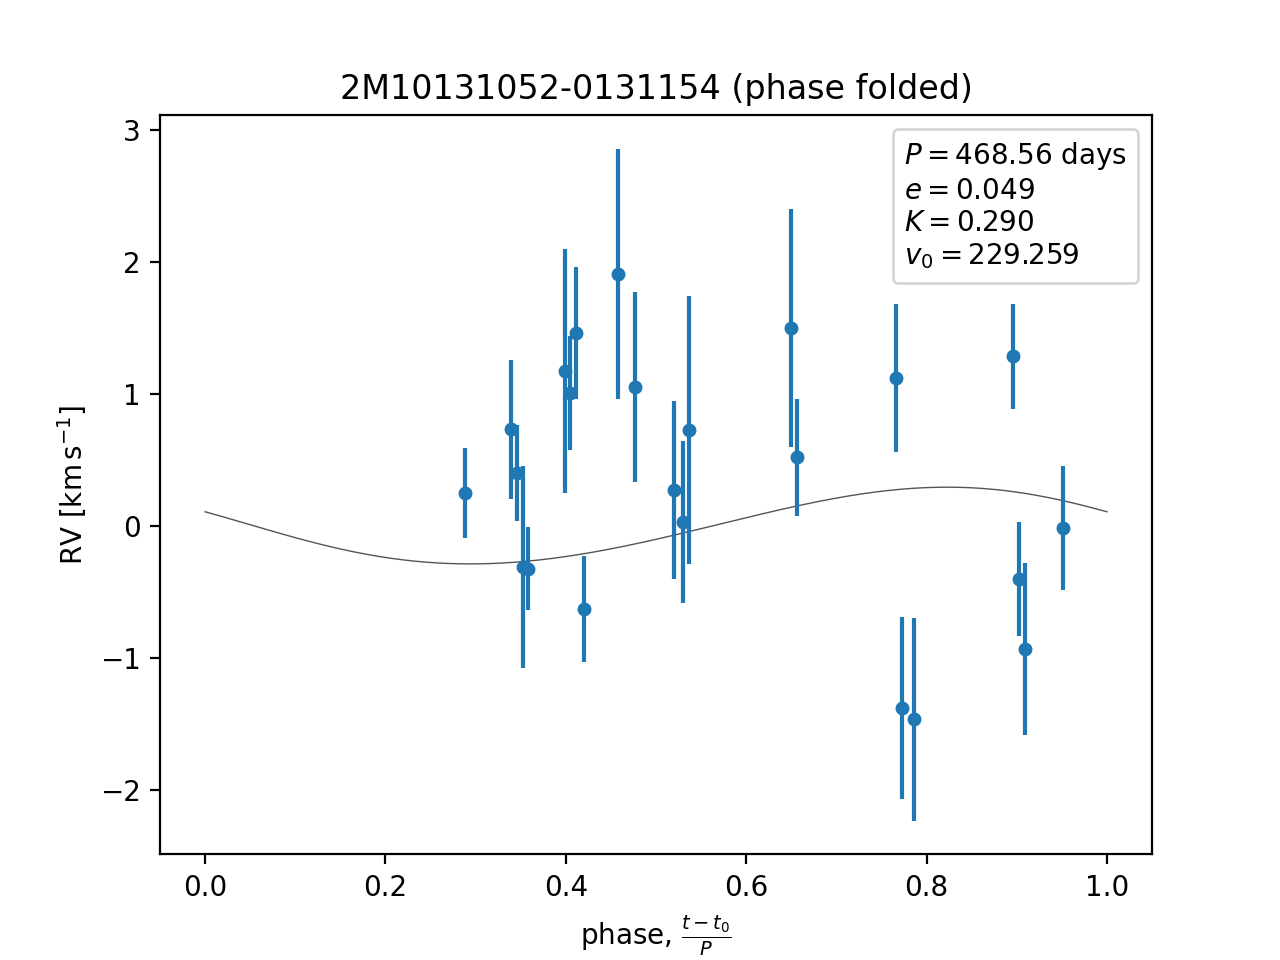 2M10131052-0131154 (phase folded)
P = 468.56 days
e = 0.049
K = 0.290
v₀ = 229.259
RV [km s⁻¹]
3
2
1
0
−1
−2
0.0 0.2 0.4 0.6 0.8 1.0
phase, (t − t₀)/P